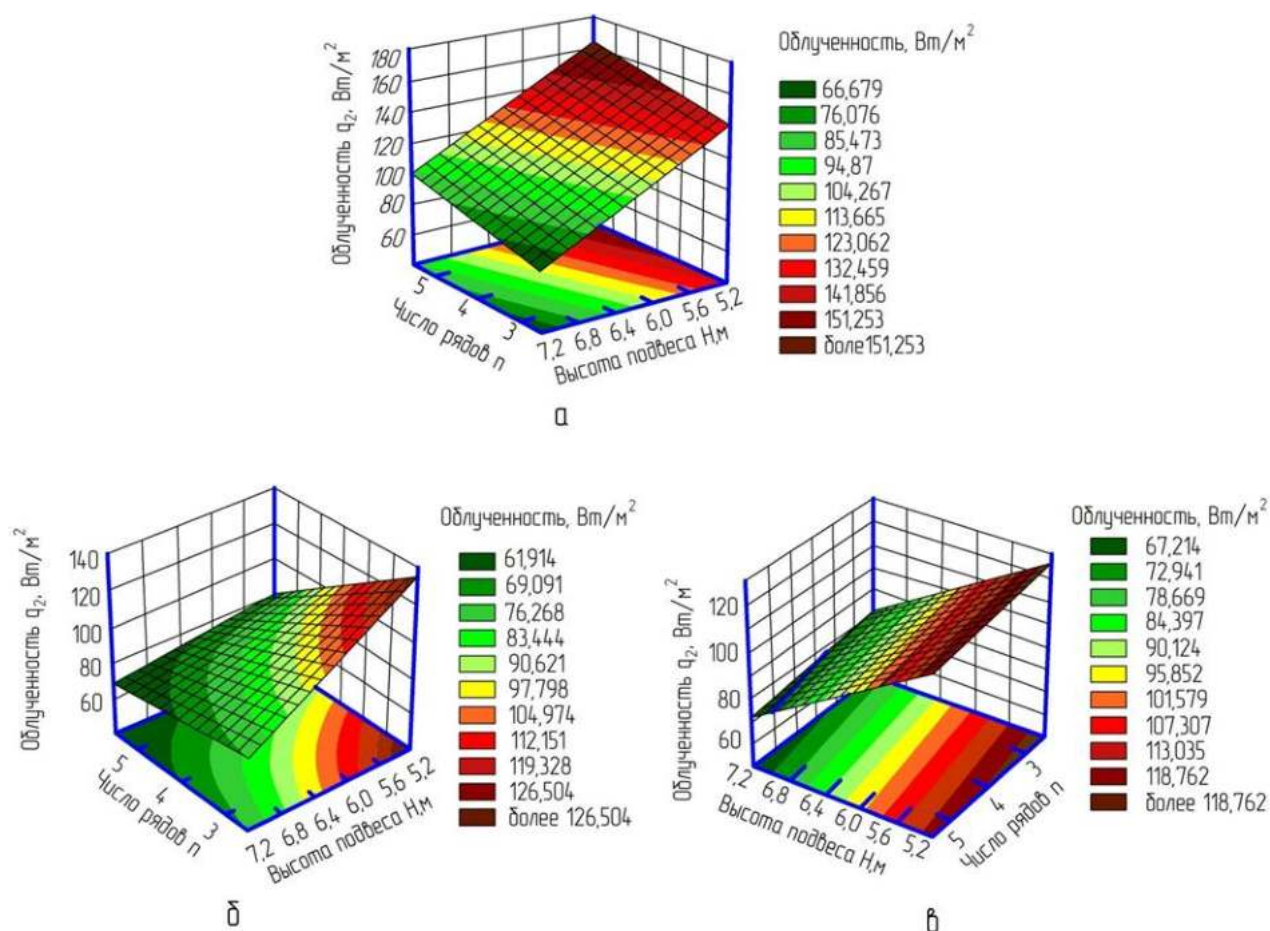 Облученность q₂, Вт/м²
180
160
140
120
100
80
60
5
4
3
Число рядов n
7,2 6,8 6,4 6,0 5,6 5,2
Высота подвеса Н,м
Облученность, Вт/м²
66,679
76,076
85,473
94,87
104,267
113,665
123,062
132,459
141,856
151,253
боле151,253
а
Облученность q₂, Вт/м²
140
120
100
80
60
5
4
3
Число рядов n
7,2 6,8 6,4 6,0 5,6 5,2
Высота подвеса Н,м
Облученность, Вт/м²
61,914
69,091
76,268
83,444
90,621
97,798
104,974
112,151
119,328
126,504
более 126,504
б
Облученность q₂, Вт/м²
120
100
80
60
7,2 6,8 6,4 6,0 5,6 5,2
Высота подвеса Н,м
3
4
5
Число рядов n
Облученность, Вт/м²
67,214
72,941
78,669
84,397
90,124
95,852
101,579
107,307
113,035
118,762
более 118,762
в